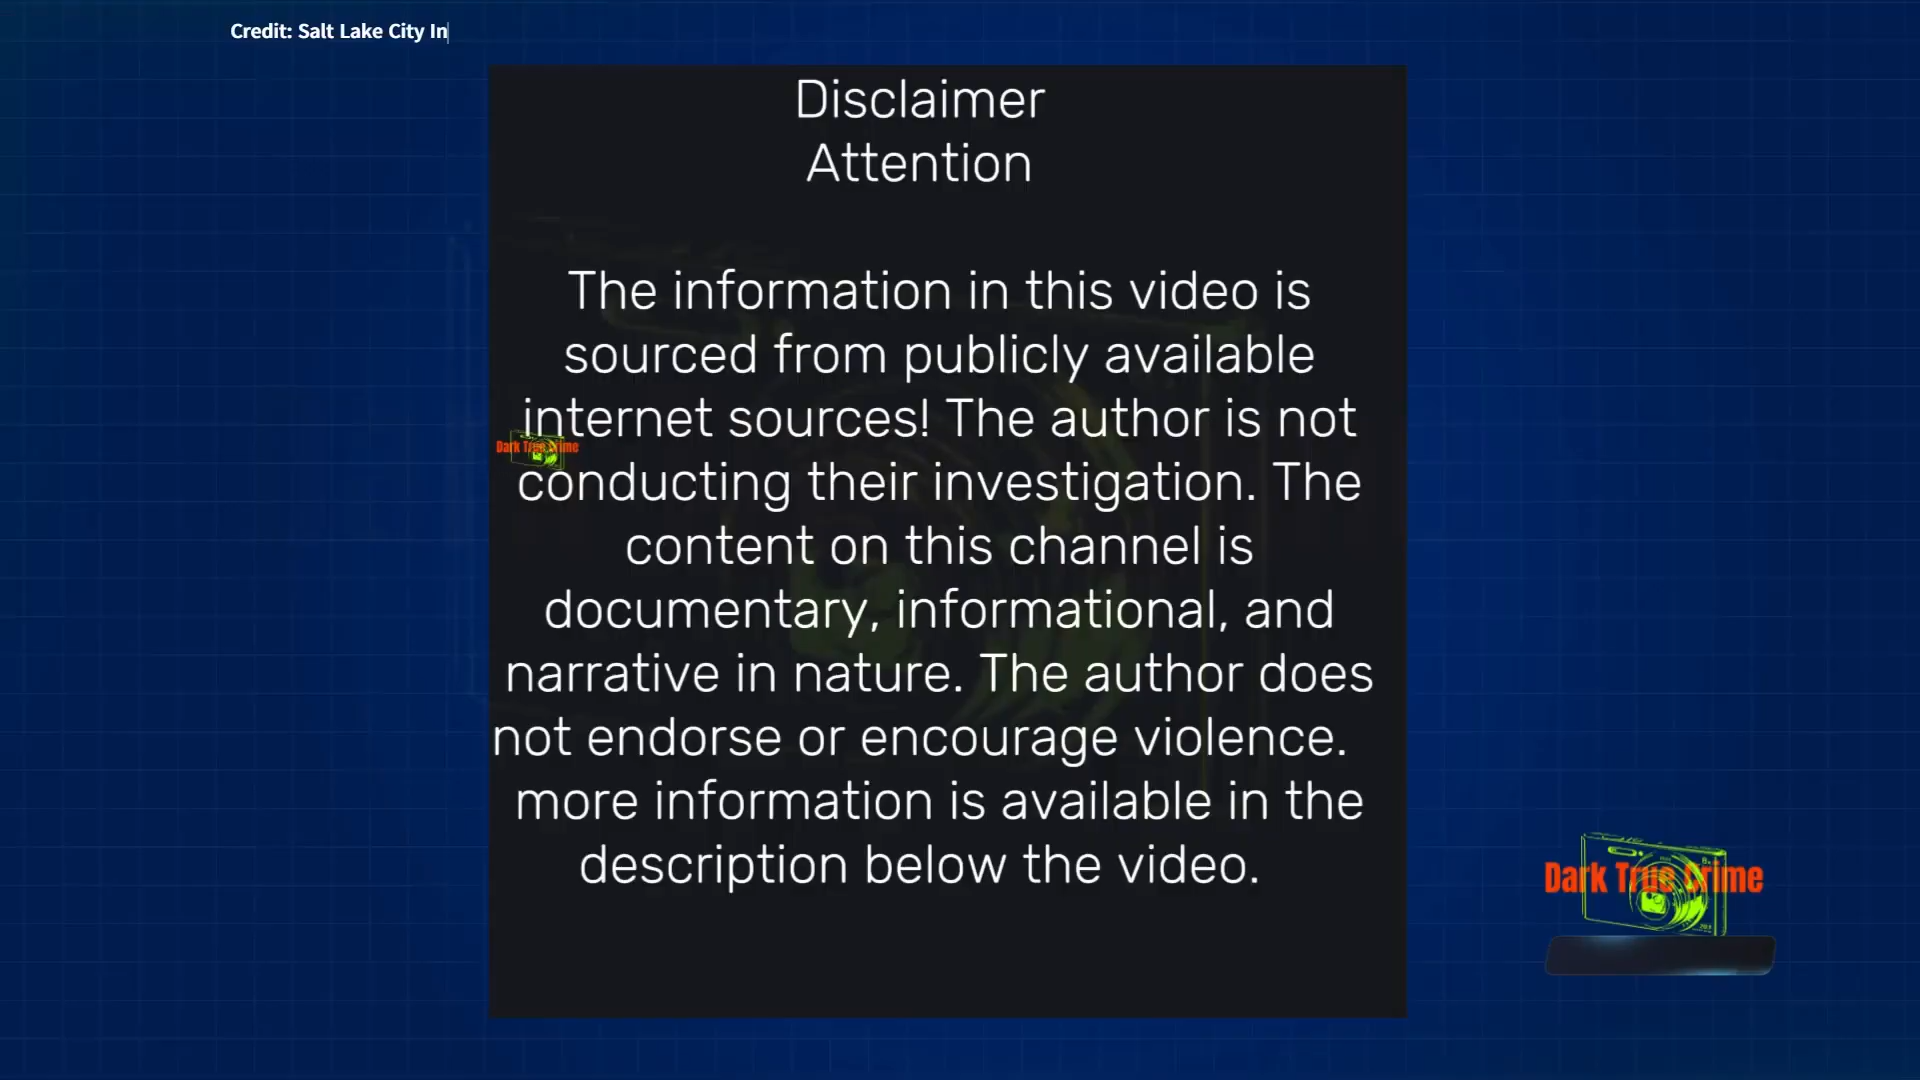 Credit: Salt Lake City In
Disclaimer
Attention
The information in this video is
sourced from publicly available
internet sources! The author is not
Dark True Crime
conducting their investigation. The
content on this channel is
documentary, informational, and
narrative in nature. The author does
not endorse or encourage violence.
more information is available in the
description below the video.
Dark True Crime